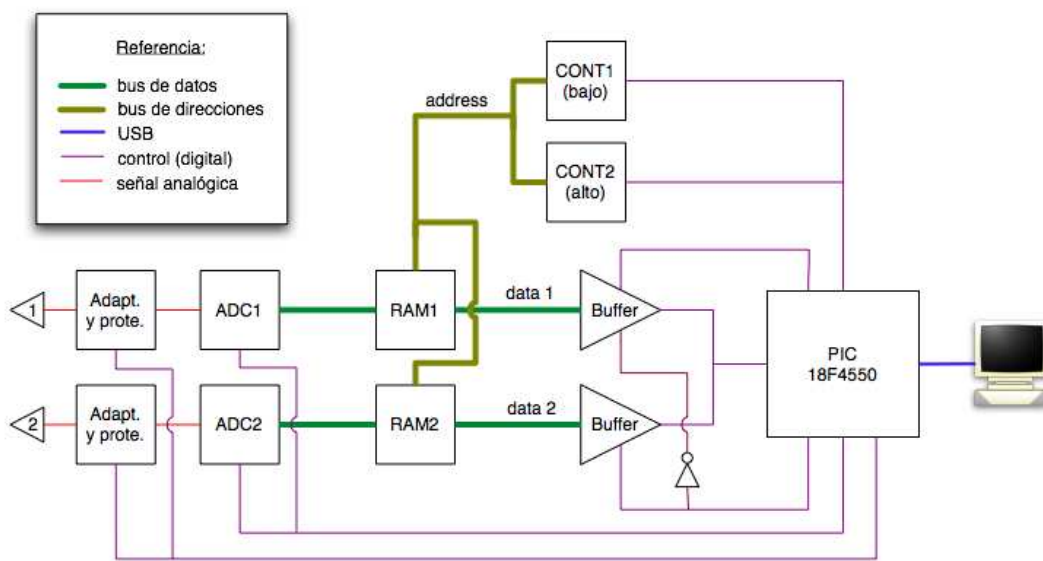 Referencia:
bus de datos
bus de direcciones
USB
control (digital)
señal analógica
CONT1
(bajo)
address
CONT2
(alto)
1
Adapt.
y prote.
ADC1
RAM1
data 1
Buffer
PIC
18F4550
2
Adapt.
y prote.
ADC2
RAM2
data 2
Buffer